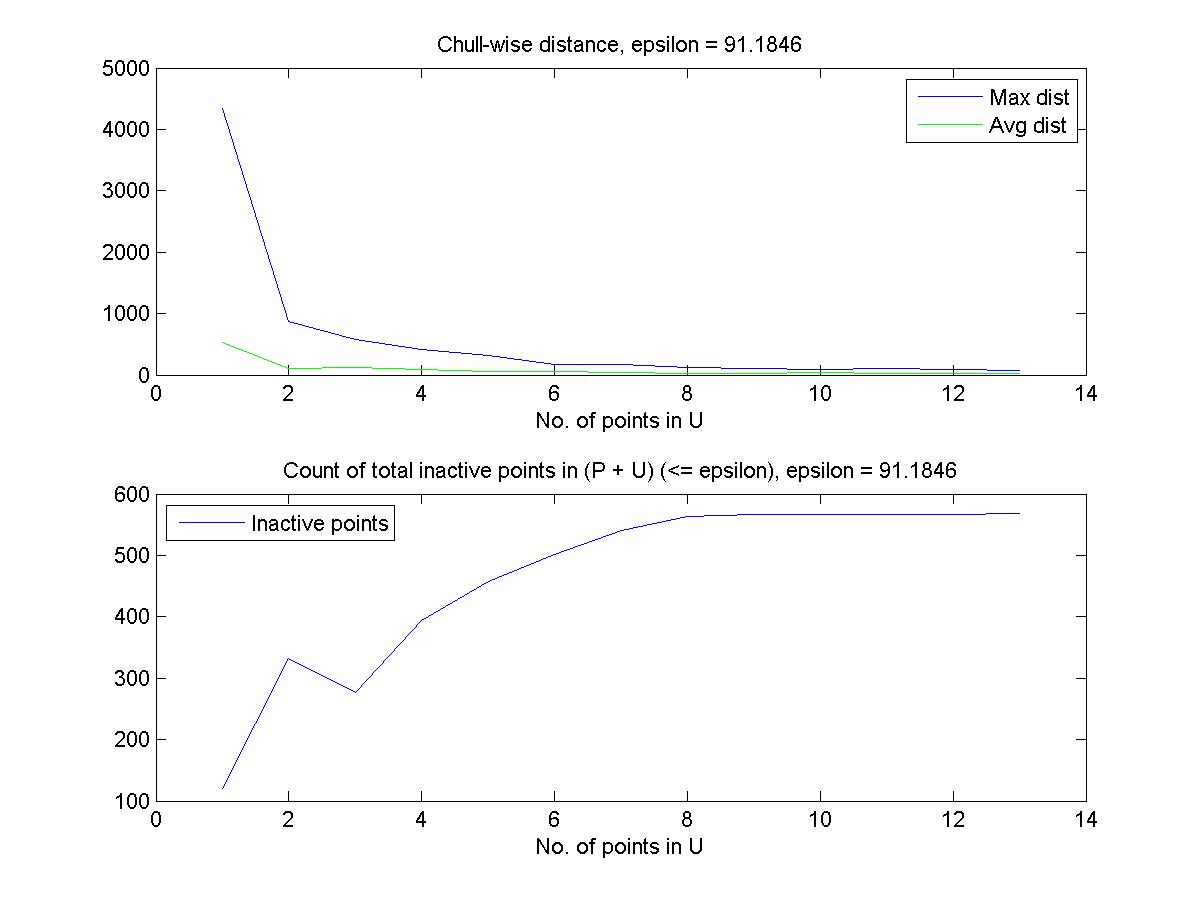 Chull-wise distance, epsilon = 91.1846
5000
4000
3000
2000
1000
0
Max dist
Avg dist
0 2 4 6 8 10 12 14
No. of points in U
Count of total inactive points in (P + U) (<= epsilon), epsilon = 91.1846
600
500
400
300
200
100
Inactive points
0 2 4 6 8 10 12 14
No. of points in U